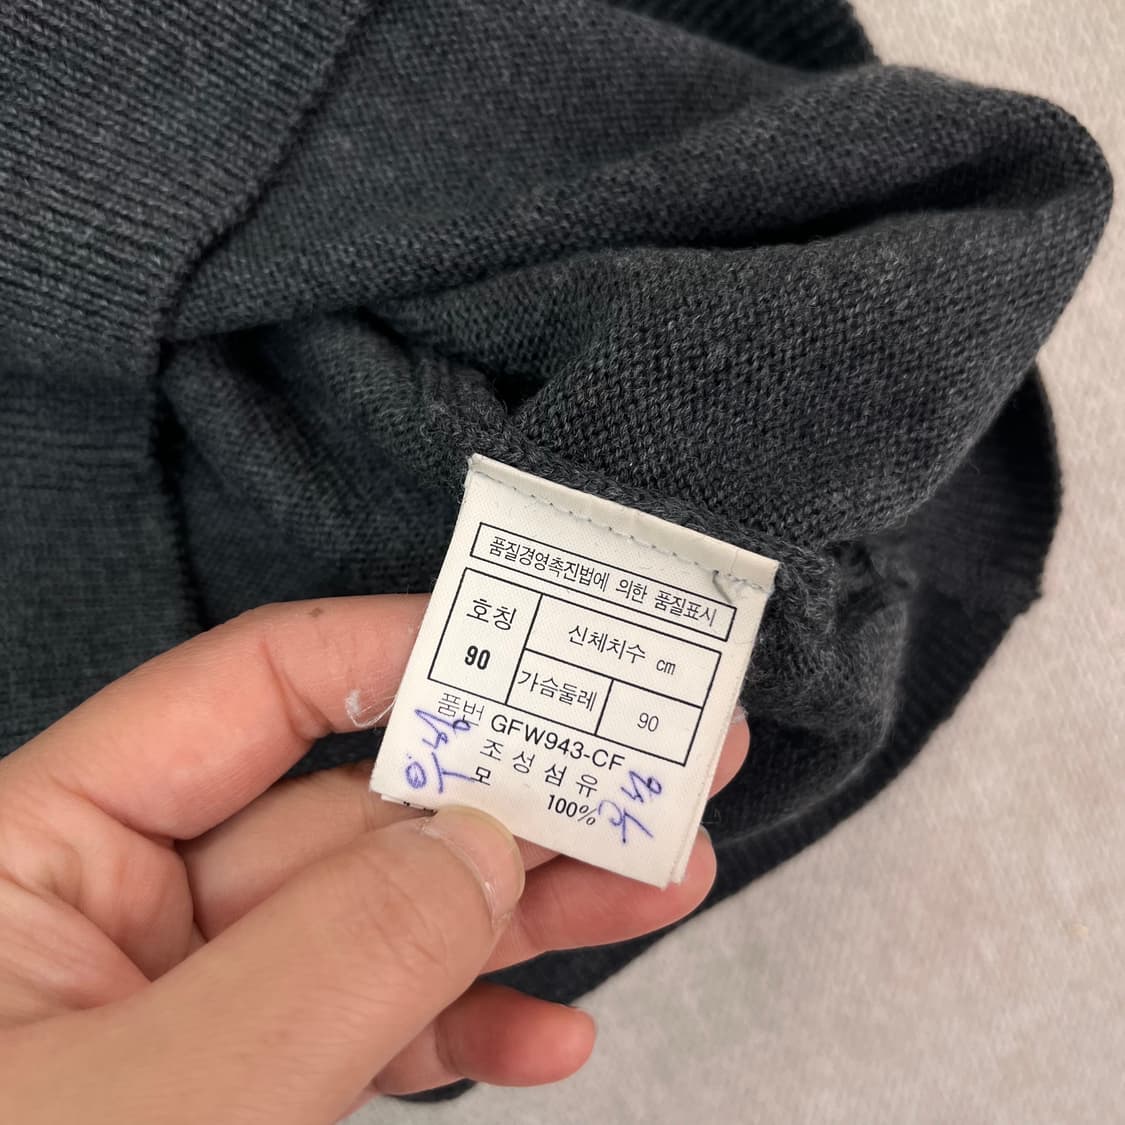 품질경영촉진법에 의한 품질표시
호칭
신체치수 cm
90
가슴둘레
90
품번 GFW943-CF
조성섬유
모 100%